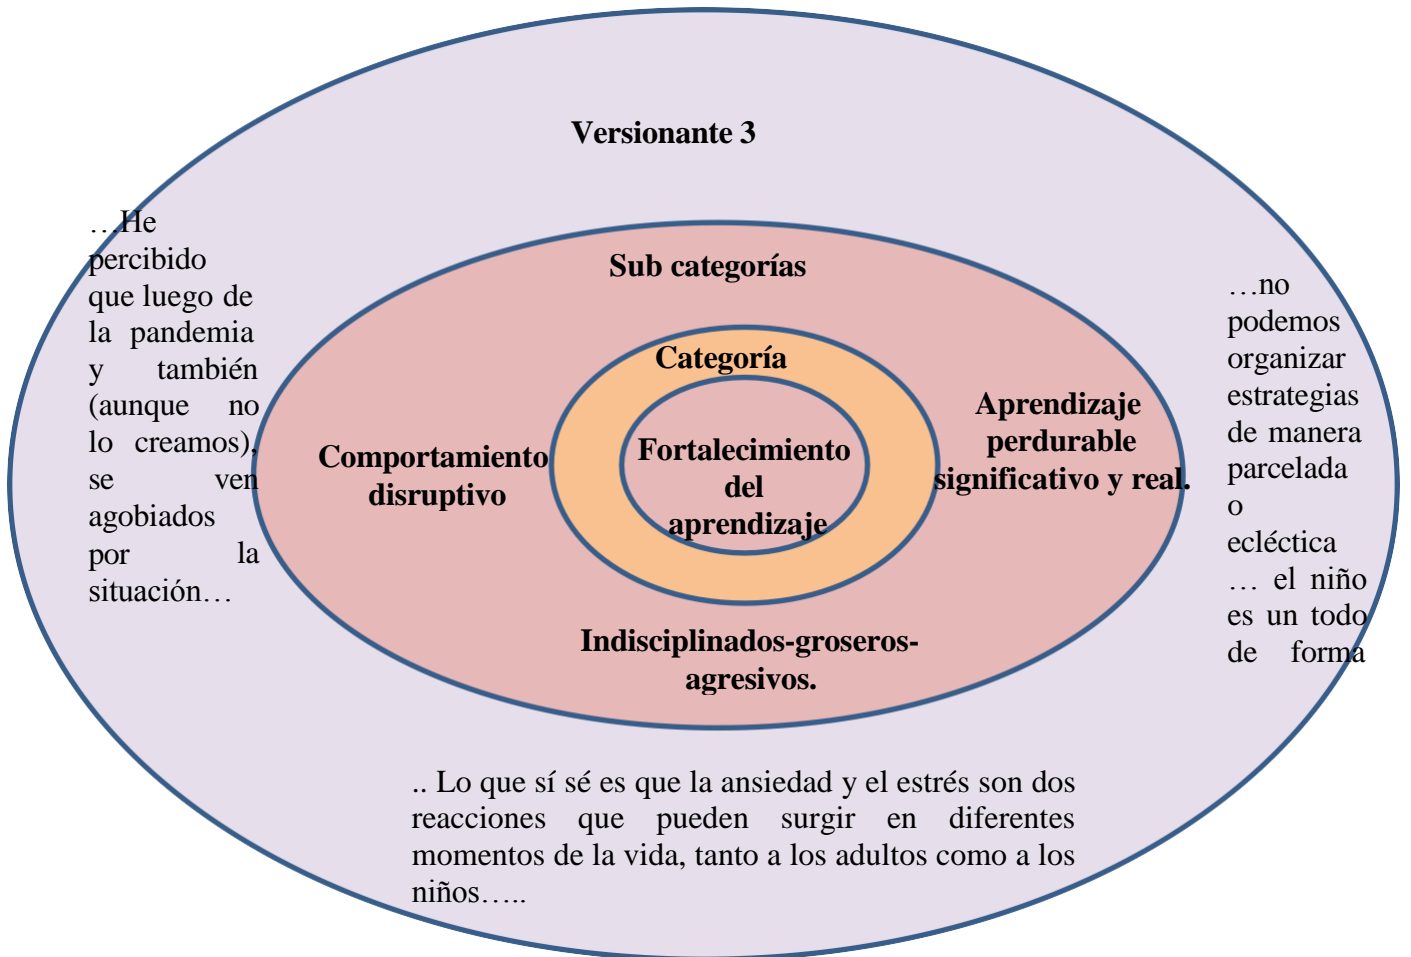 Versionante 3
…He
percibido
que luego de
la pandemia
y también
(aunque no
lo creamos),
se ven
agobiados
por la
situación…
Sub categorías
Categoría
Comportamiento
disruptivo
Fortalecimiento
del
aprendizaje
Aprendizaje
perdurable
significativo y real.
Indisciplinados-groseros-
agresivos.
…no
podemos
organizar
estrategias
de manera
parcelada
o
ecléctica
… el niño
es un todo
de forma
.. Lo que sí sé es que la ansiedad y el estrés son dos
reacciones que pueden surgir en diferentes
momentos de la vida, tanto a los adultos como a los
niños…..